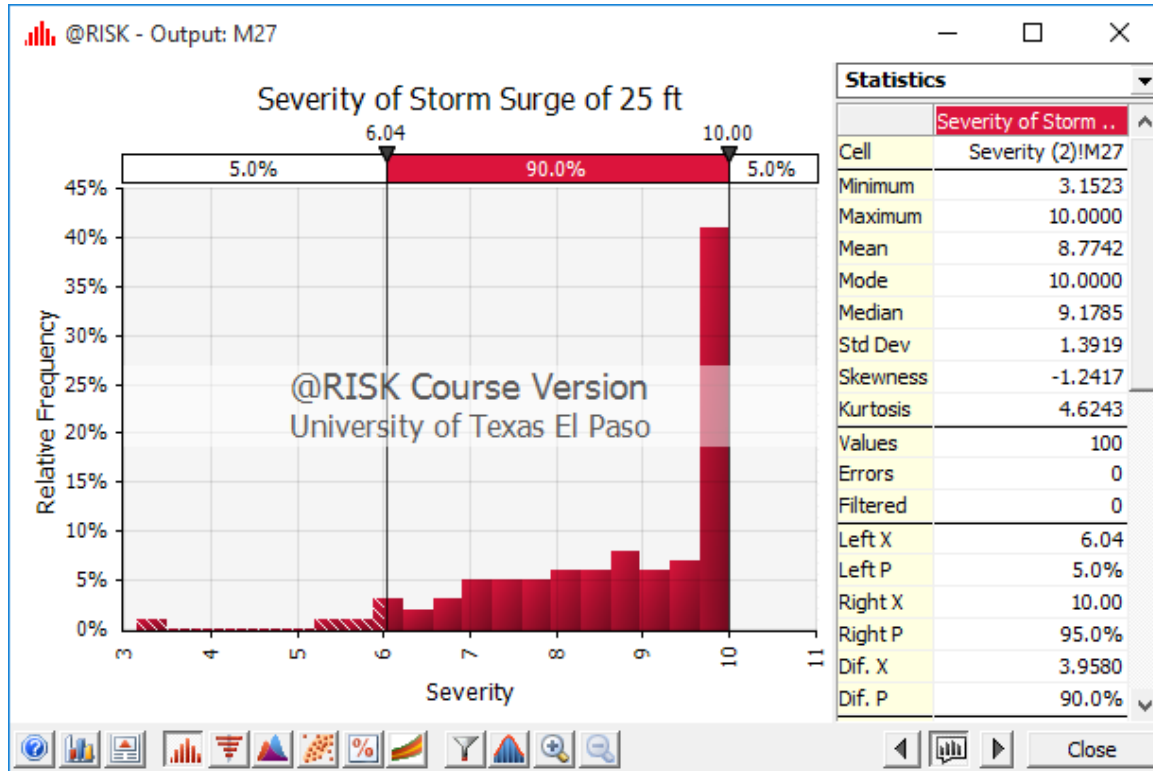 @RISK - Output: M27
Severity of Storm Surge of 25 ft
6.04 10.00
5.0% 90.0% 5.0%
45%
40%
35%
30%
25%
20%
15%
10%
5%
0%
Relative Frequency
@RISK Course Version
University of Texas El Paso
3 4 5 6 7 8 9 10 11
Severity
Statistics
Severity of Storm ..
Cell Severity (2)!M27
Minimum 3.1523
Maximum 10.0000
Mean 8.7742
Mode 10.0000
Median 9.1785
Std Dev 1.3919
Skewness -1.2417
Kurtosis 4.6243
Values 100
Errors 0
Filtered 0
Left X 6.04
Left P 5.0%
Right X 10.00
Right P 95.0%
Dif. X 3.9580
Dif. P 90.0%
Close